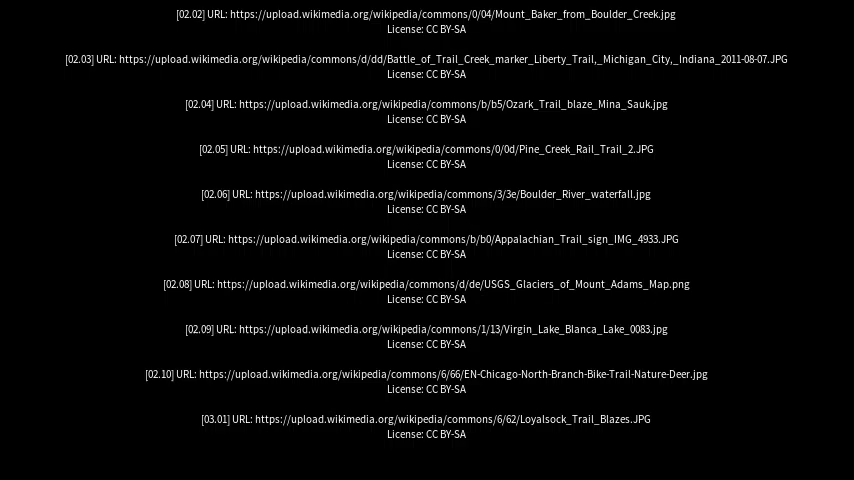 [02.02] URL: https://upload.wikimedia.org/wikipedia/commons/0/04/Mount_Baker_from_Boulder_Creek.jpg
License: CC BY-SA
[02.03] URL: https://upload.wikimedia.org/wikipedia/commons/d/dd/Battle_of_Trail_Creek_marker_Liberty_Trail,_Michigan_City,_Indiana_2011-08-07.JPG
License: CC BY-SA
[02.04] URL: https://upload.wikimedia.org/wikipedia/commons/b/b5/Ozark_Trail_blaze_Mina_Sauk.jpg
License: CC BY-SA
[02.05] URL: https://upload.wikimedia.org/wikipedia/commons/0/0d/Pine_Creek_Rail_Trail_2.JPG
License: CC BY-SA
[02.06] URL: https://upload.wikimedia.org/wikipedia/commons/3/3e/Boulder_River_waterfall.jpg
License: CC BY-SA
[02.07] URL: https://upload.wikimedia.org/wikipedia/commons/b/b0/Appalachian_Trail_sign_IMG_4933.JPG
License: CC BY-SA
[02.08] URL: https://upload.wikimedia.org/wikipedia/commons/d/de/USGS_Glaciers_of_Mount_Adams_Map.png
License: CC BY-SA
[02.09] URL: https://upload.wikimedia.org/wikipedia/commons/1/13/Virgin_Lake_Blanca_Lake_0083.jpg
License: CC BY-SA
[02.10] URL: https://upload.wikimedia.org/wikipedia/commons/6/66/EN-Chicago-North-Branch-Bike-Trail-Nature-Deer.jpg
License: CC BY-SA
[03.01] URL: https://upload.wikimedia.org/wikipedia/commons/6/62/Loyalsock_Trail_Blazes.JPG
License: CC BY-SA